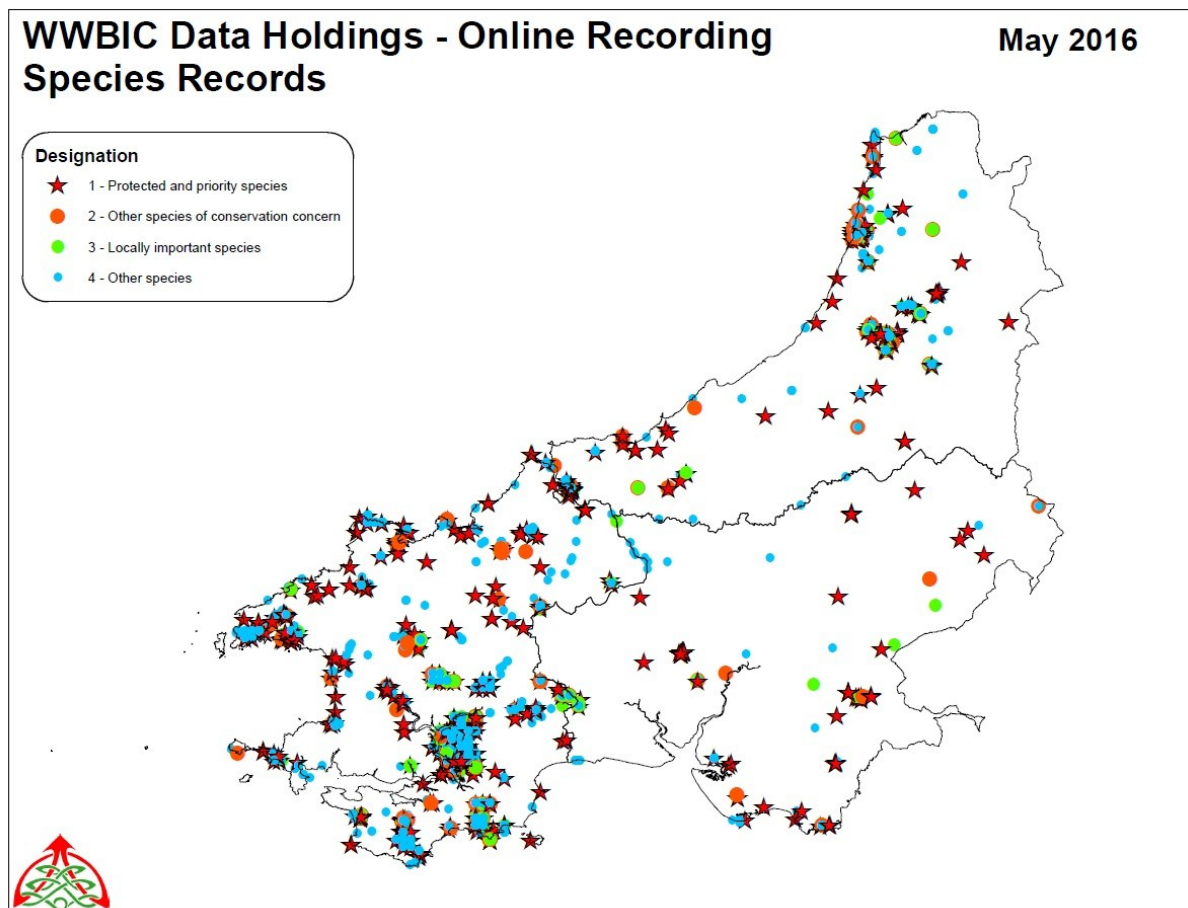 WWBIC Data Holdings - Online Recording
Species Records
May 2016
Designation
1 - Protected and priority species
2 - Other species of conservation concern
3 - Locally important species
4 - Other species